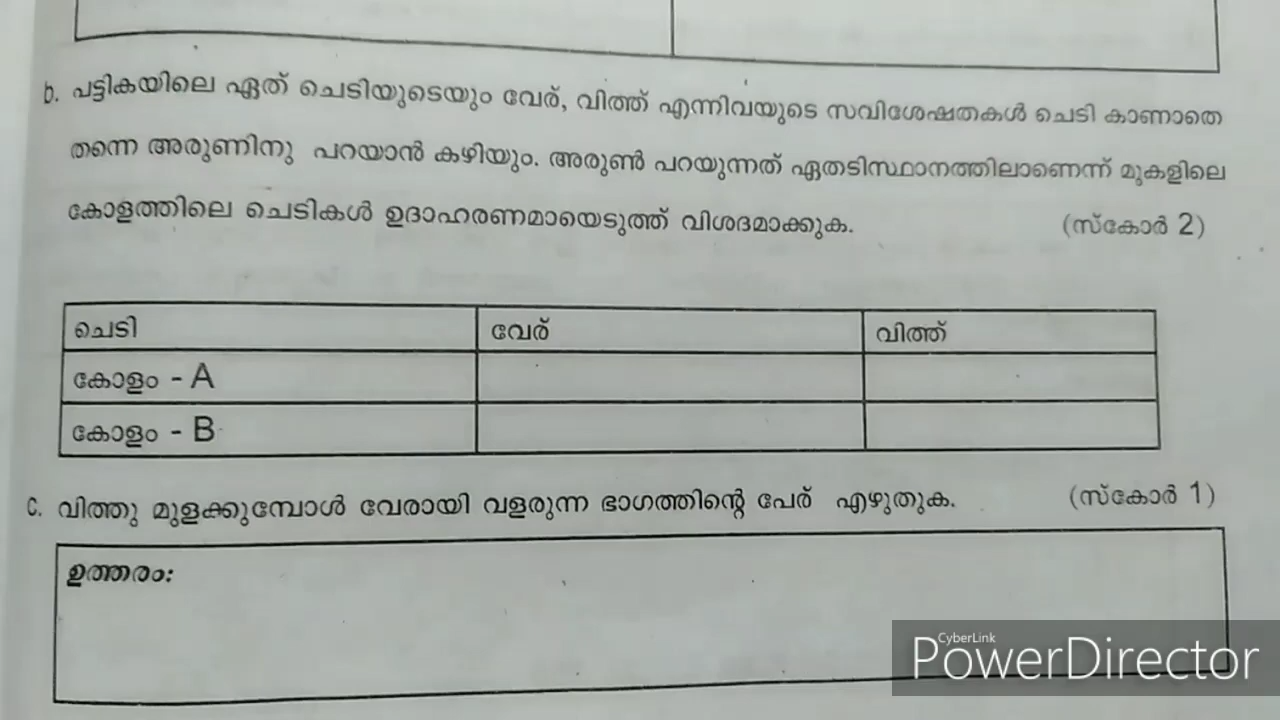 b. പട്ടികയിലെ ഏത് ചെടിയുടെയും വേര്, വിത്ത് എന്നിവയുടെ സവിശേഷതകൾ ചെടി കാണാതെ
തന്നെ അരുണിനു പറയാൻ കഴിയും. അരുൺ പറയുന്നത് ഏതടിസ്ഥാനത്തിലാണെന്ന് മുകളിലെ
കോളത്തിലെ ചെടികൾ ഉദാഹരണമായെടുത്ത് വിശദമാക്കുക. (സ്കോർ 2)
ചെടി വേര് വിത്ത്
കോളം - A
കോളം - B
c. വിത്തു മുളക്കുമ്പോൾ വേരായി വളരുന്ന ഭാഗത്തിന്റെ പേര് എഴുതുക. (സ്കോർ 1)
ഉത്തരം:
CyberLink
PowerDirector